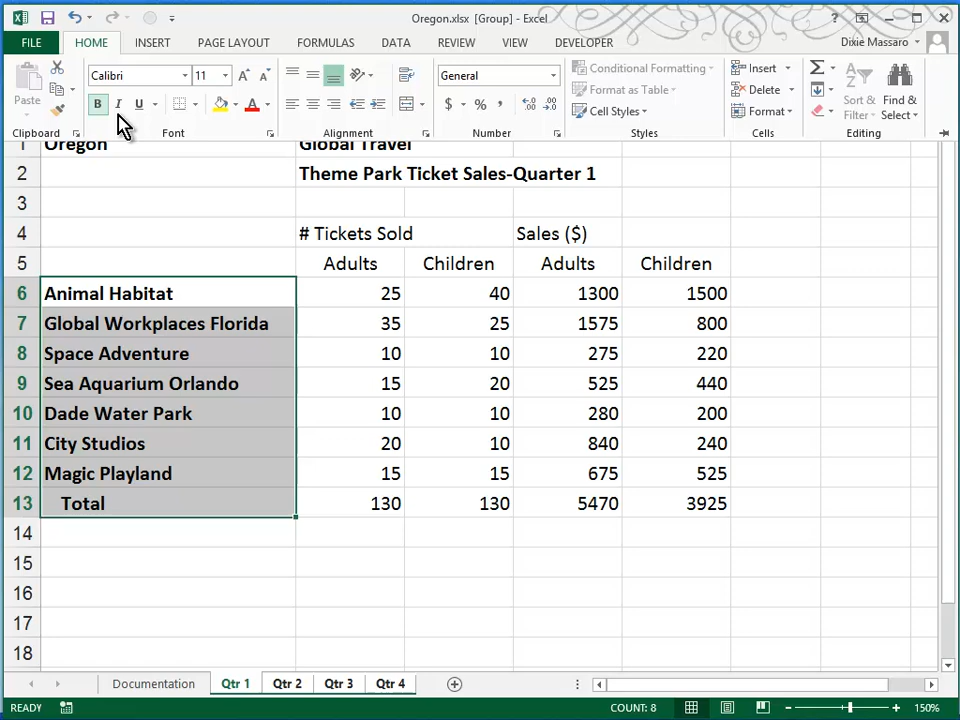 Oregon.xlsx [Group] - Excel
?
FILE HOME INSERT PAGE LAYOUT FORMULAS DATA REVIEW VIEW DEVELOPER Dixie Massaro
Calibri 11 General Conditional Formatting Insert
Paste Format as Table Delete Sort & Find &
B I U A $ % , Cell Styles Format Filter Select
Clipboard Font Alignment Number Styles Cells Editing
1 Oregon Global Travel
2 Theme Park Ticket Sales-Quarter 1
3
4 # Tickets Sold Sales ($)
5 Adults Children Adults Children
6 Animal Habitat 25 40 1300 1500
7 Global Workplaces Florida 35 25 1575 800
8 Space Adventure 10 10 275 220
9 Sea Aquarium Orlando 15 20 525 440
10 Dade Water Park 10 10 280 200
11 City Studios 20 10 840 240
12 Magic Playland 15 15 675 525
13 Total 130 130 5470 3925
14
15
16
17
18
Documentation Qtr 1 Qtr 2 Qtr 3 Qtr 4
READY COUNT: 8 150%